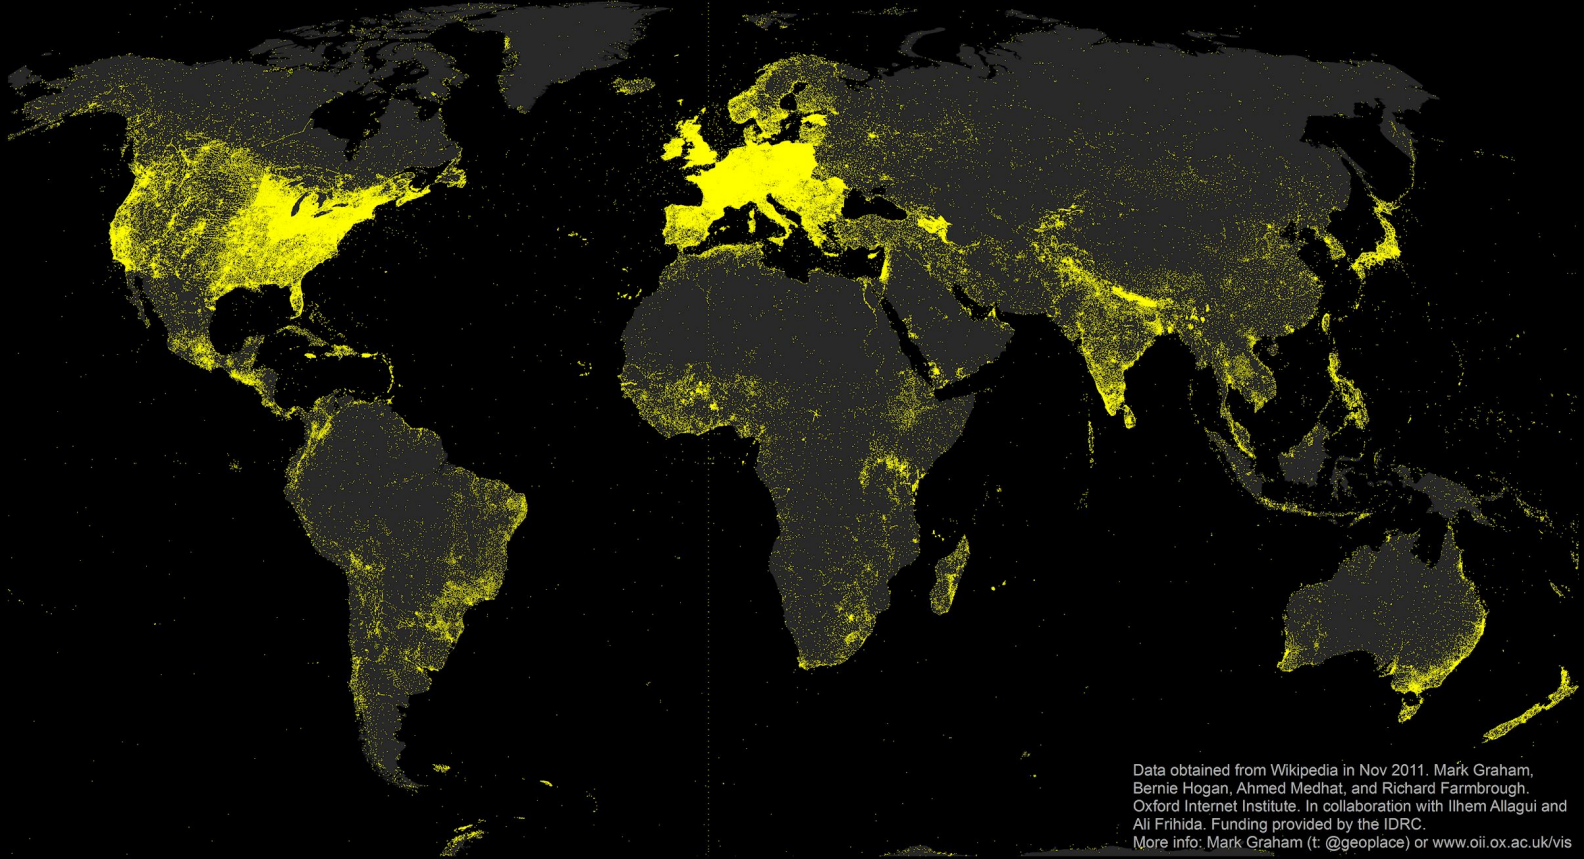 Data obtained from Wikipedia in Nov 2011. Mark Graham,
Bernie Hogan, Ahmed Medhat, and Richard Farmbrough.
Oxford Internet Institute. In collaboration with Ilhem Allagui and
Ali Frihida. Funding provided by the IDRC.
More info: Mark Graham (t: @geoplace) or www.oii.ox.ac.uk/vis